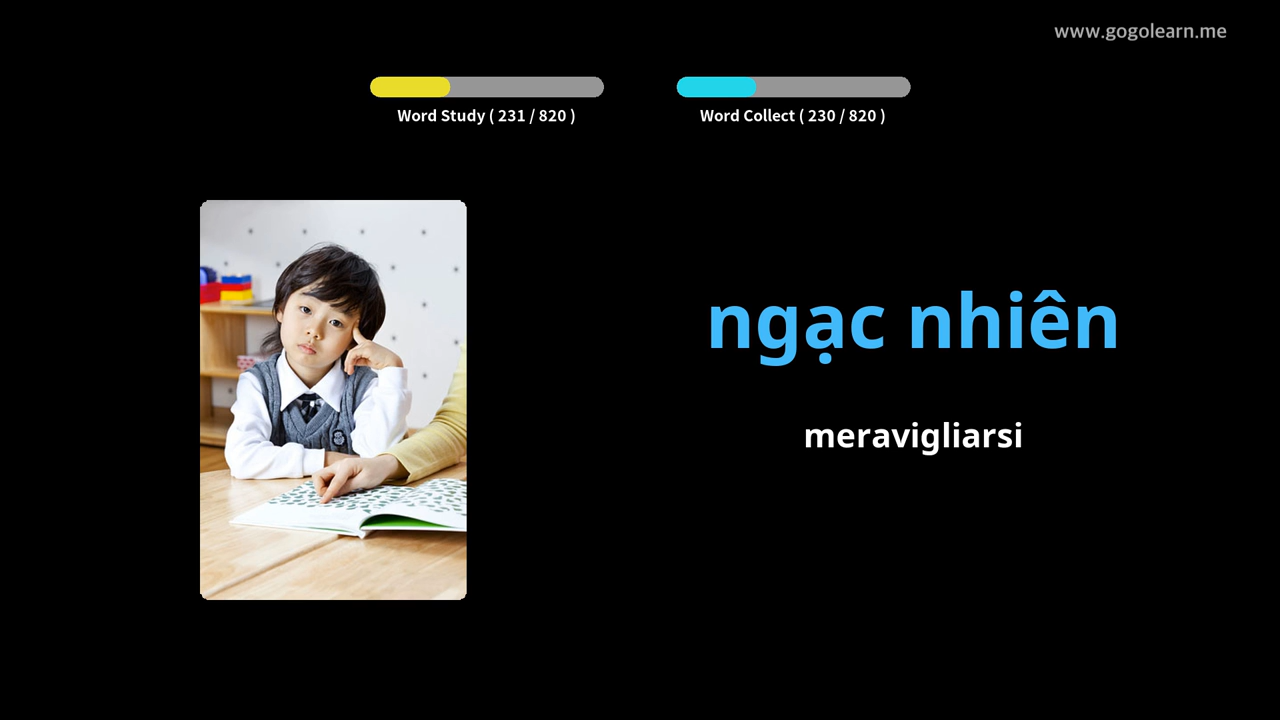 www.gogolearn.me
Word Study ( 231 / 820 )
Word Collect ( 230 / 820 )
ngạc nhiên
meravigliarsi